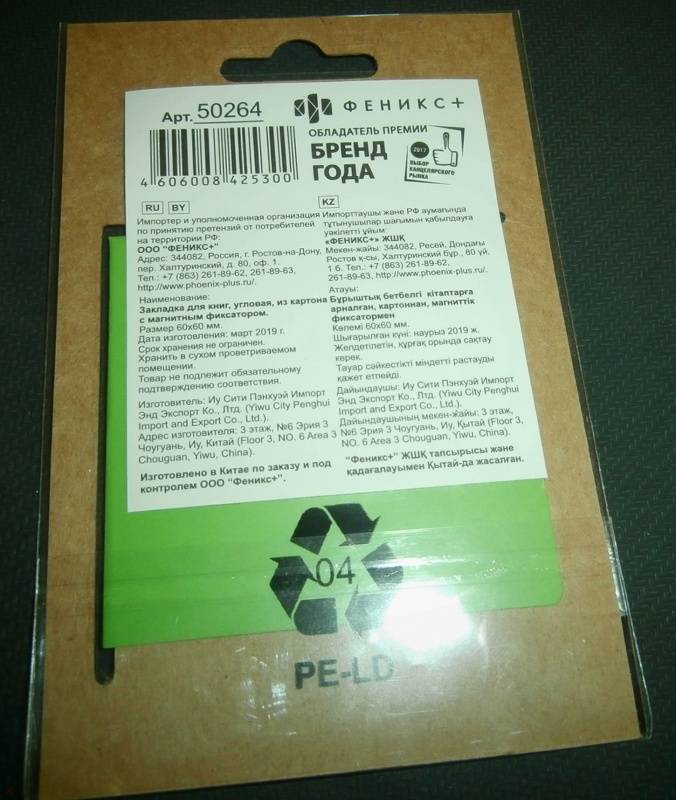 Арт. 50264
ФЕНИКС+
4 606008 425300
ОБЛАДАТЕЛЬ ПРЕМИИ
БРЕНД
ГОДА
2017
ВЫБОР
КАНЦЕЛЯРСКОГО
РЫНКА
RU BY
Импортер и уполномоченная организация
по принятию претензий от потребителей
на территории РФ:
ООО "ФЕНИКС+"
Адрес: 344082, Россия, г. Ростов-на-Дону,
пер. Халтуринский, д. 80, оф. 1.
Тел.: +7 (863) 261-89-62, 261-89-63,
http://www.phoenix-plus.ru/.
Наименование:
Закладка для книг, угловая, из картона
с магнитным фиксатором.
Размер 60х60 мм.
Дата изготовления: март 2019 г.
Срок хранения не ограничен.
Хранить в сухом проветриваемом
помещении.
Товар не подлежит обязательному
подтверждению соответствия.
Изготовитель: Иу Сити Пэнхуэй Импорт
Энд Экспорт Ко., Лтд. (Yiwu City Penghui
Import and Export Co., Ltd.).
Адрес изготовителя: 3 этаж, №6 Эрия 3
Чоугуань, Иу, Китай (Floor 3, NO. 6 Area 3
Chouguan, Yiwu, China).
Изготовлено в Китае по заказу и под
контролем ООО "Феникс+".
KZ
Импорттаушы және РФ аумағында
тұтынушылар шағымын қабылдауға
уәкілетті ұйым:
«ФЕНИКС+» ЖШҚ
Мекен-жайы: 344082, Ресей, Дондағы
Ростов қ-сы, Халтуринский бұр., 80 үй,
1 б. Тел.: +7 (863) 261-89-62,
261-89-63, http://www.phoenix-plus.ru/.
Атауы:
Бұрыштық бетбелгі кітаптарға
арналған, картоннан, магниттік
фиксатормен
Көлемі 60х60 мм.
Шығарылған күні: наурыз 2019 ж.
Желдетілетін, құрғақ орында сақтау
керек.
Тауар сәйкестікті міндетті растауды
қажет етпейді.
Дайындаушы: Иу Сити Пэнхуэй Импорт
Энд Экспорт Ко., Лтд. (Yiwu City Penghui
Import and Export Co., Ltd.).
Дайындаушының мекен-жайы: 3 этаж,
№6 Эрия 3 Чоугуань, Иу, Қытай (Floor 3,
NO. 6 Area 3 Chouguan, Yiwu, China).
"Феникс+" ЖШҚ тапсырысы және
қадағалауымен Қытай-да жасалған.
04
PE-LD